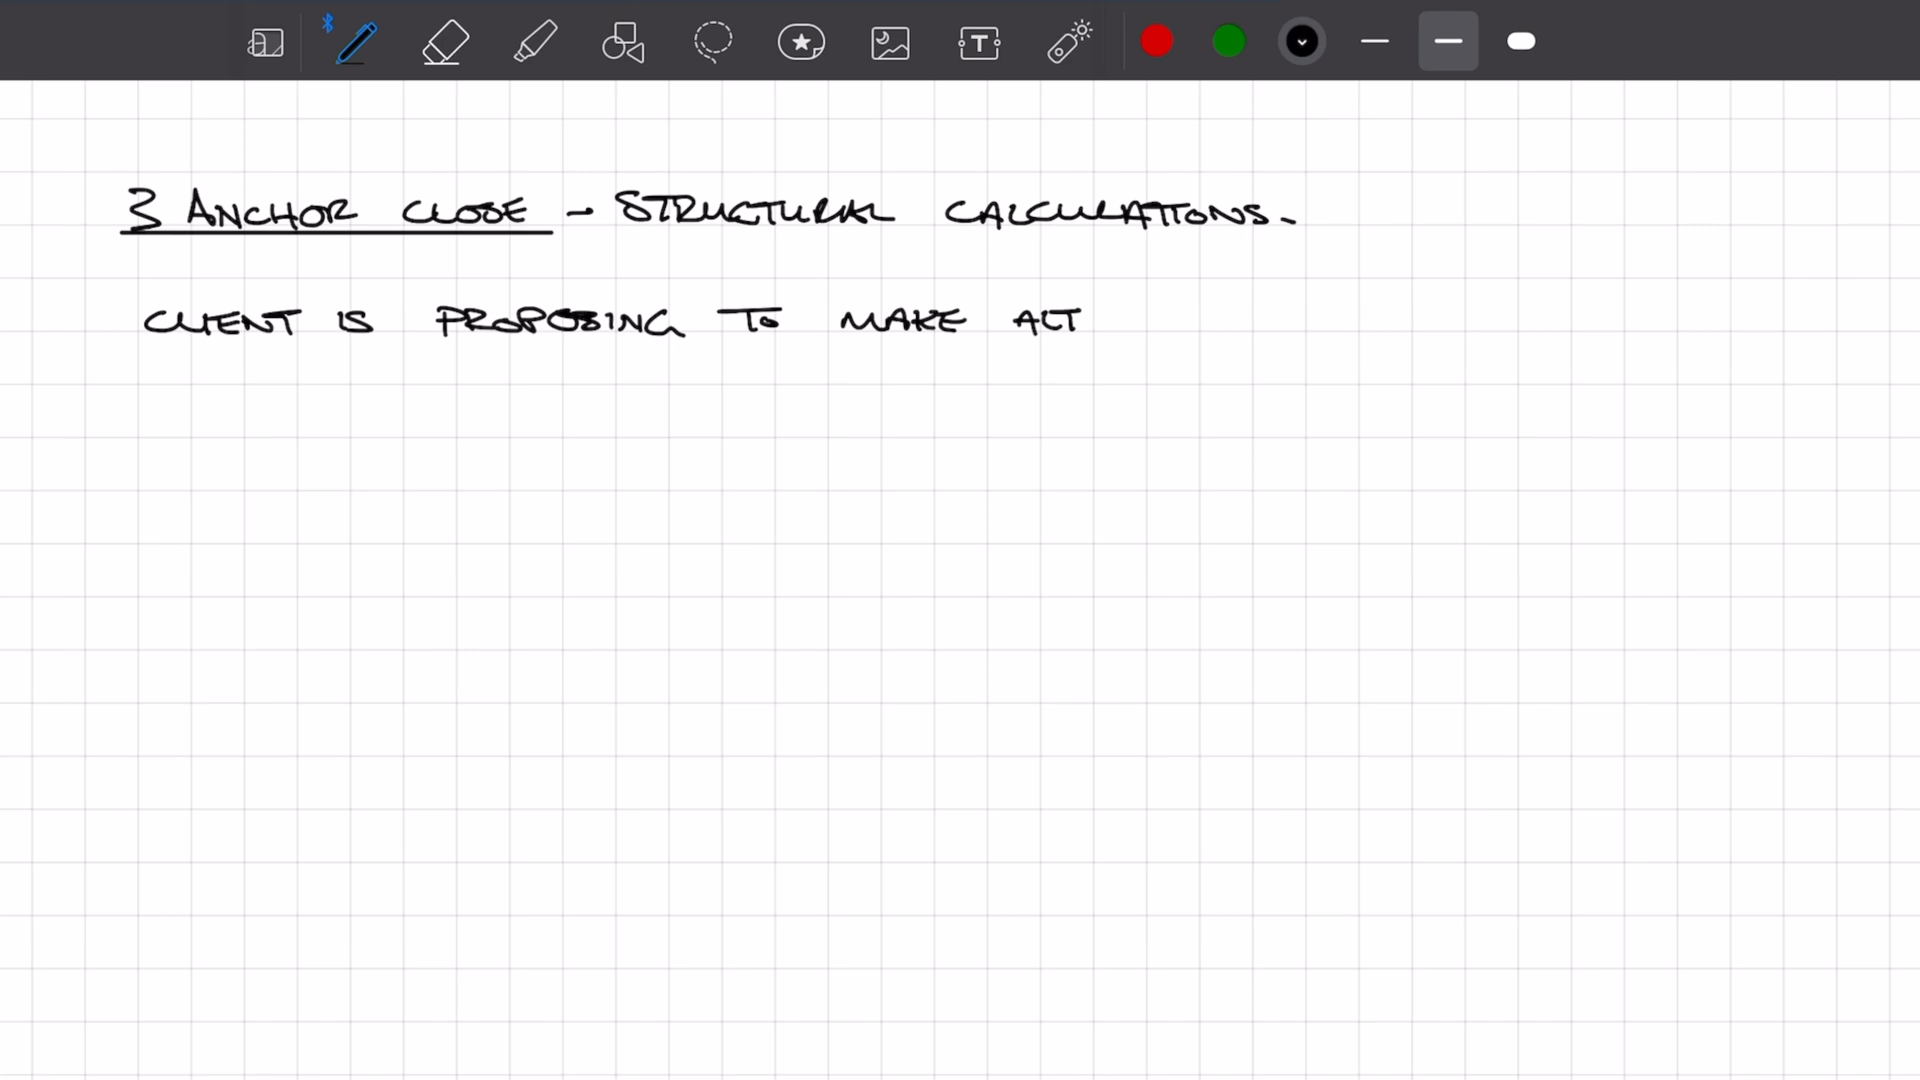 3 ANCHOR CLOSE - STRUCTURAL CALCULATIONS.
CLIENT IS PROPOSING TO MAKE ALT